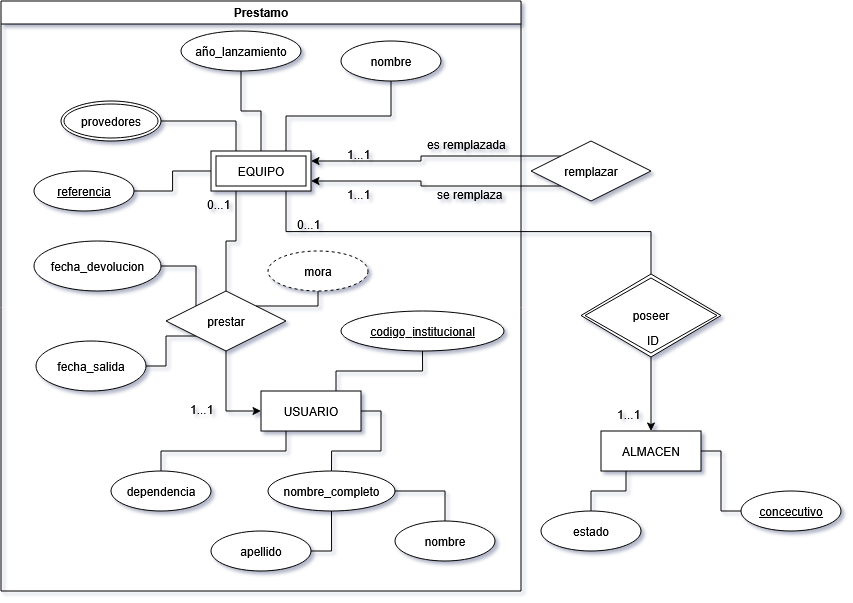 Prestamo
año_lanzamiento
nombre
provedores
es remplazada
1...1
EQUIPO
remplazar
referencia
1...1
se remplaza
0...1
0...1
fecha_devolucion
mora
prestar
poseer
codigo_institucional
ID
fecha_salida
1...1
USUARIO
1...1
ALMACEN
dependencia
nombre_completo
concecutivo
estado
nombre
apellido